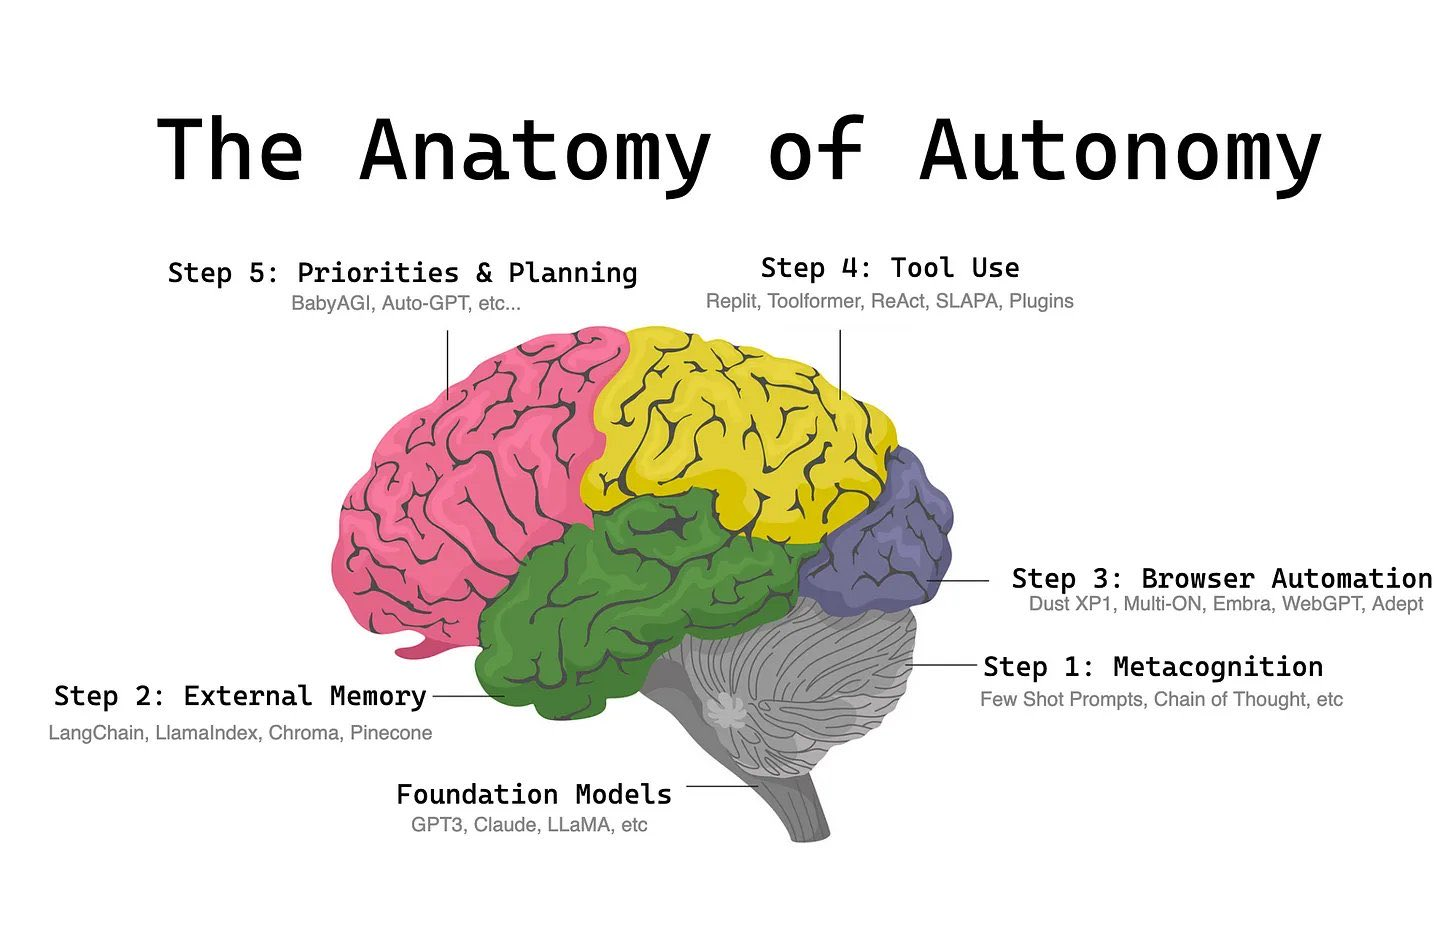 The Anatomy of Autonomy
Step 5: Priorities & Planning
BabyAGI, Auto-GPT, etc...
Step 4: Tool Use
Replit, Toolformer, ReAct, SLAPA, Plugins
Step 3: Browser Automation
Dust XP1, Multi-ON, Embra, WebGPT, Adept
Step 1: Metacognition
Few Shot Prompts, Chain of Thought, etc
Step 2: External Memory
LangChain, LlamaIndex, Chroma, Pinecone
Foundation Models
GPT3, Claude, LLaMA, etc